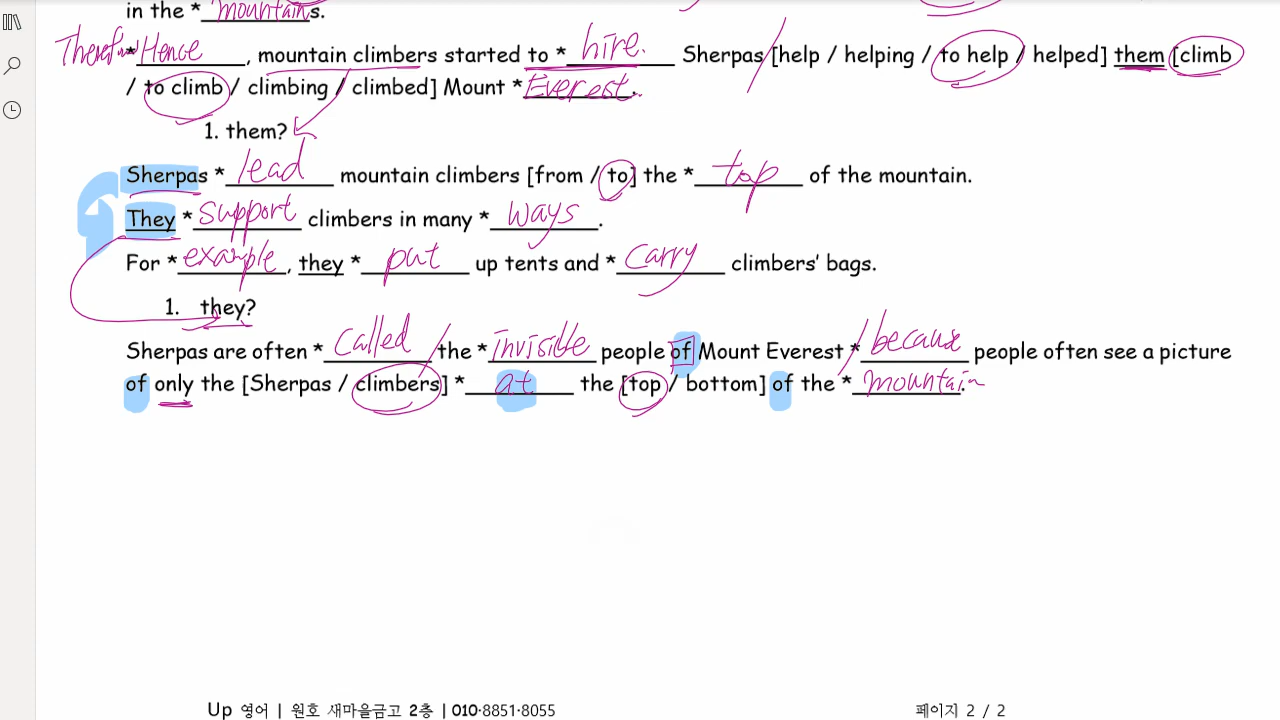 in the * mountains.
Therefore * Hence , mountain climbers started to * hire. Sherpas [help / helping / to help / helped] them [climb
/ to climb / climbing / climbed] Mount * Everest.
1. them?
Sherpas * lead mountain climbers [from / to] the * top of the mountain.
They * support climbers in many * ways.
For * example, they * put up tents and * carry climbers' bags.
1. they?
Sherpas are often * called the * invisible people of Mount Everest * because people often see a picture
of only the [Sherpas / climbers] * at the [top / bottom] of the * mountain.
Up 영어 | 원호 새마을금고 2층 | 010-8851-8055
페이지 2 / 2